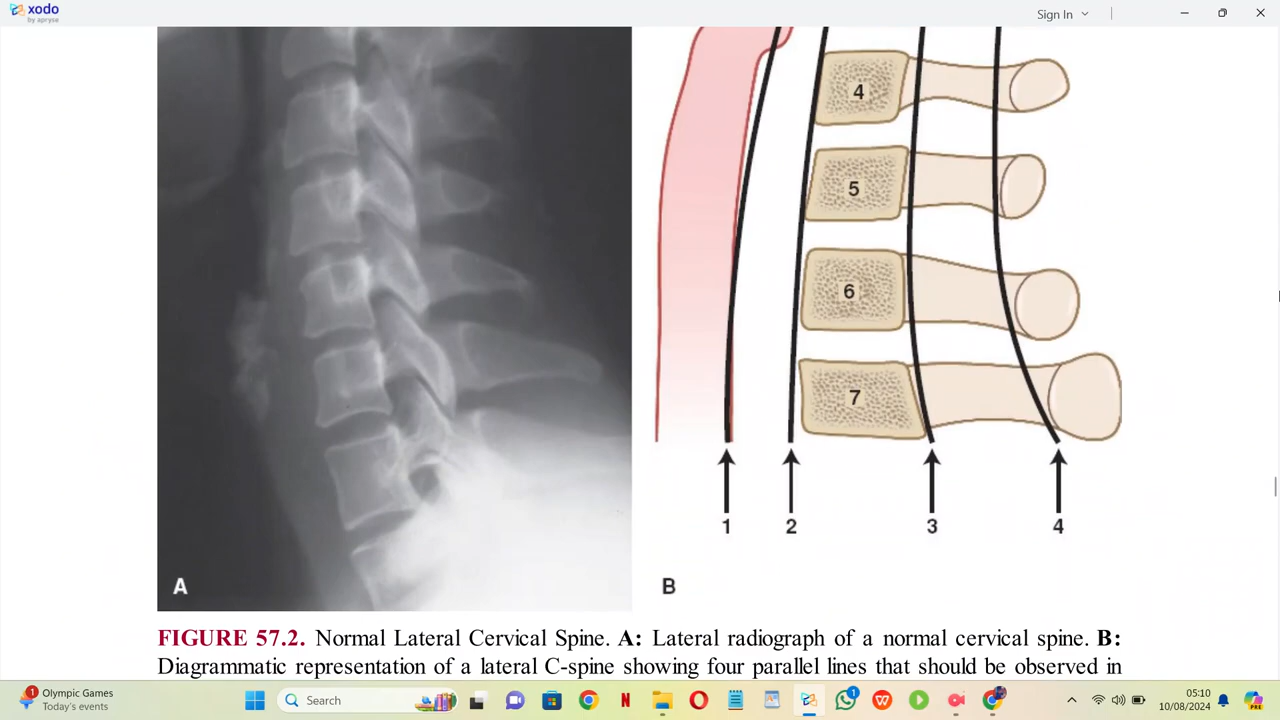 xodo
by apryse
Sign In
4
5
6
7
1 2 3 4
A
B
FIGURE 57.2. Normal Lateral Cervical Spine. A: Lateral radiograph of a normal cervical spine. B:
Diagrammatic representation of a lateral C-spine showing four parallel lines that should be observed in
1
Olympic Games
Today's events
Search
1
05:10
10/08/2024